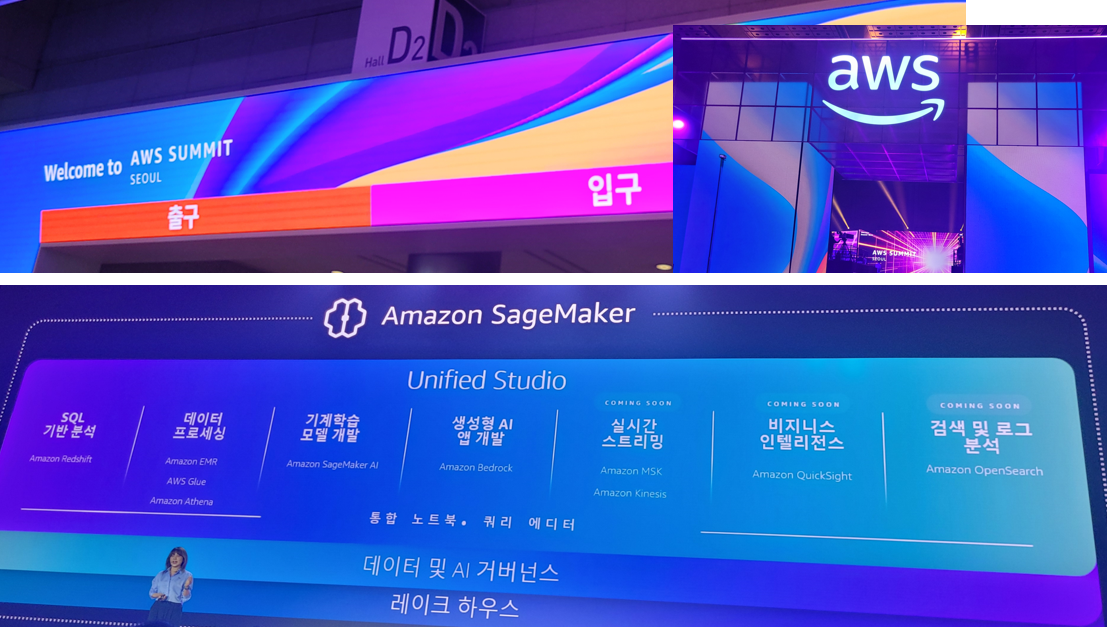 Hall D2
Welcome to AWS SUMMIT
SEOUL
출구
입구
aws
AWS SUMMIT
SEOUL
Amazon SageMaker
Unified Studio
SQL
기반 분석
Amazon Redshift
데이터
프로세싱
Amazon EMR
AWS Glue
Amazon Athena
기계학습
모델 개발
Amazon SageMaker AI
생성형 AI
앱 개발
Amazon Bedrock
COMING SOON
실시간
스트리밍
Amazon MSK
Amazon Kinesis
COMING SOON
비지니스
인텔리전스
Amazon QuickSight
COMING SOON
검색 및 로그
분석
Amazon OpenSearch
통합 노트북• 쿼리 에디터
데이터 및 AI 거버넌스
레이크 하우스